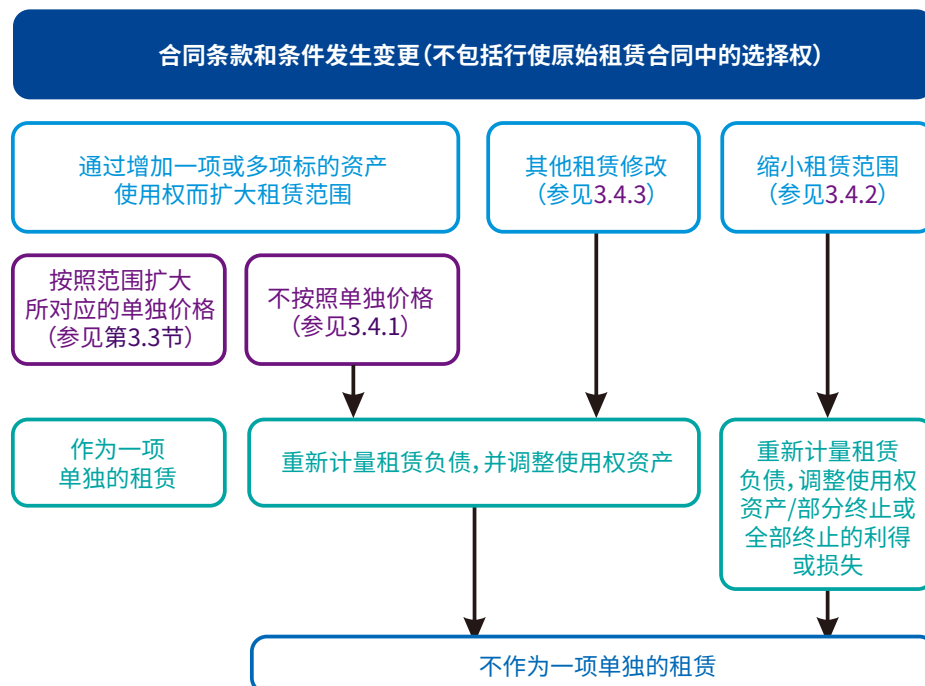 合同条款和条件发生变更(不包括行使原始租赁合同中的选择权)
通过增加一项或多项标的资产
使用权而扩大租赁范围
其他租赁修改
(参见3.4.3)
缩小租赁范围
(参见3.4.2)
按照范围扩大
所对应的单独价格
(参见第3.3节)
不按照单独价格
(参见3.4.1)
作为一项
单独的租赁
重新计量租赁负债,并调整使用权资产
重新计量租赁
负债,调整使用权
资产/部分终止或
全部终止的利得
或损失
不作为一项单独的租赁